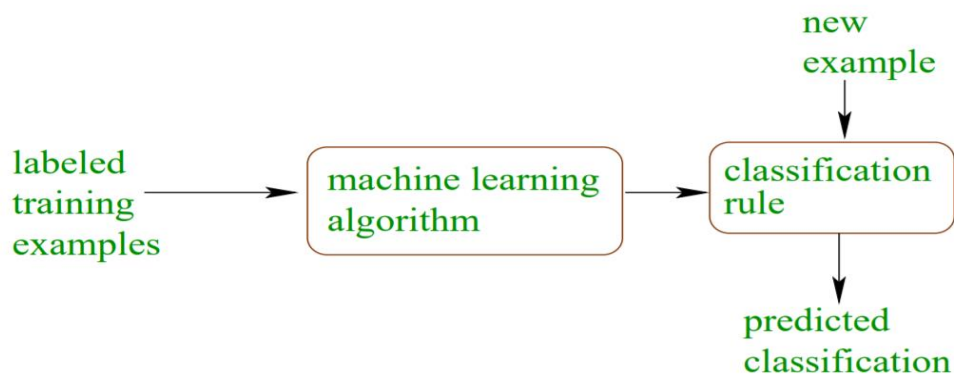 new
example
labeled
training
examples
machine learning
algorithm
classification
rule
predicted
classification